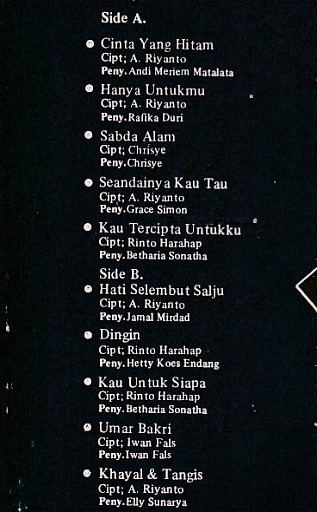 Side A.
Cinta Yang Hitam
Cipt; A. Riyanto
Peny. Andi Meriem Matalata
Hanya Untukmu
Cipt; A. Riyanto
Peny. Rafika Duri
Sabda Alam
Cipt; Chrisye
Peny. Chrisye
Seandainya Kau Tau
Cipt; A. Riyanto
Peny. Grace Simon
Kau Tercipta Untukku
Cipt; Rinto Harahap
Peny. Betharia Sonatha
Side B.
Hati Selembut Salju
Cipt; A. Riyanto
Peny. Jamal Mirdad
Dingin
Cipt; Rinto Harahap
Peny. Hetty Koes Endang
Kau Untuk Siapa
Cipt; Rinto Harahap
Peny. Betharia Sonatha
Umar Bakri
Cipt; Iwan Fals
Peny. Iwan Fals
Khayal & Tangis
Cipt; A. Riyanto
Peny. Elly Sunarya